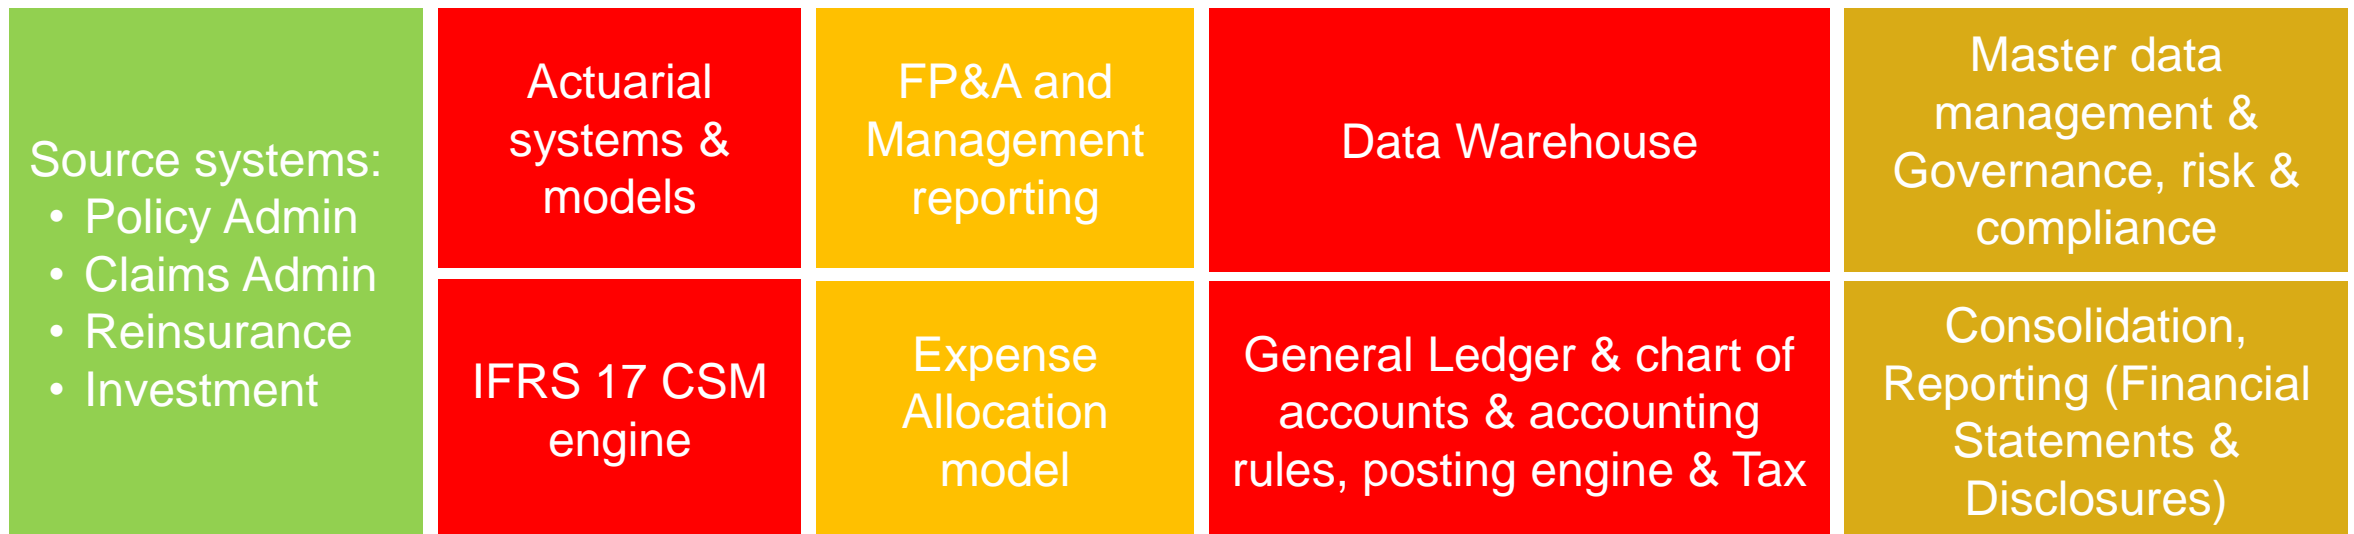 Source systems:
• Policy Admin
• Claims Admin
• Reinsurance
• Investment
Actuarial
systems &
models
IFRS 17 CSM
engine
FP&A and
Management
reporting
Expense
Allocation
model
Data Warehouse
General Ledger & chart of
accounts & accounting
rules, posting engine & Tax
Master data
management &
Governance, risk &
compliance
Consolidation,
Reporting (Financial
Statements &
Disclosures)